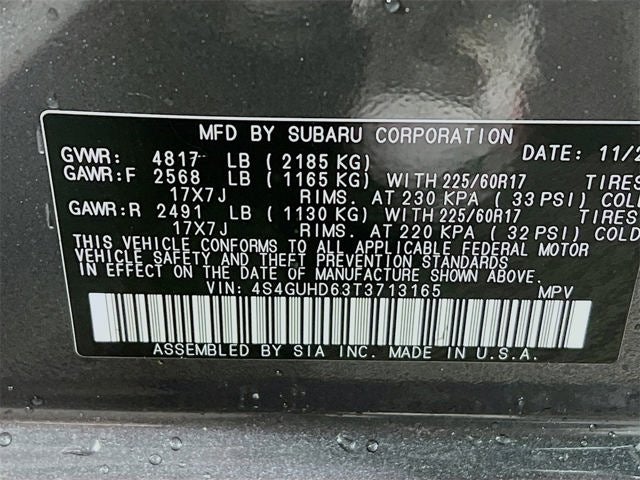 MFD BY SUBARU CORPORATION
GVWR: 4817 LB ( 2185 KG) DATE: 11/2
GAWR:F 2568 LB ( 1165 KG) WITH 225/60R17 TIRES
17X7J RIMS. AT 230 KPA ( 33 PSI) COLD
GAWR:R 2491 LB ( 1130 KG) WITH 225/60R17 TIRES
17X7J RIMS. AT 220 KPA ( 32 PSI) COLD
THIS VEHICLE CONFORMS TO ALL APPLICABLE FEDERAL MOTOR
VEHICLE SAFETY AND THEFT PREVENTION STANDARDS
IN EFFECT ON THE DATE OF MANUFACTURE SHOWN ABOVE.
VIN: 4S4GUHD63T3713165 MPV
ASSEMBLED BY SIA INC. MADE IN U.S.A.